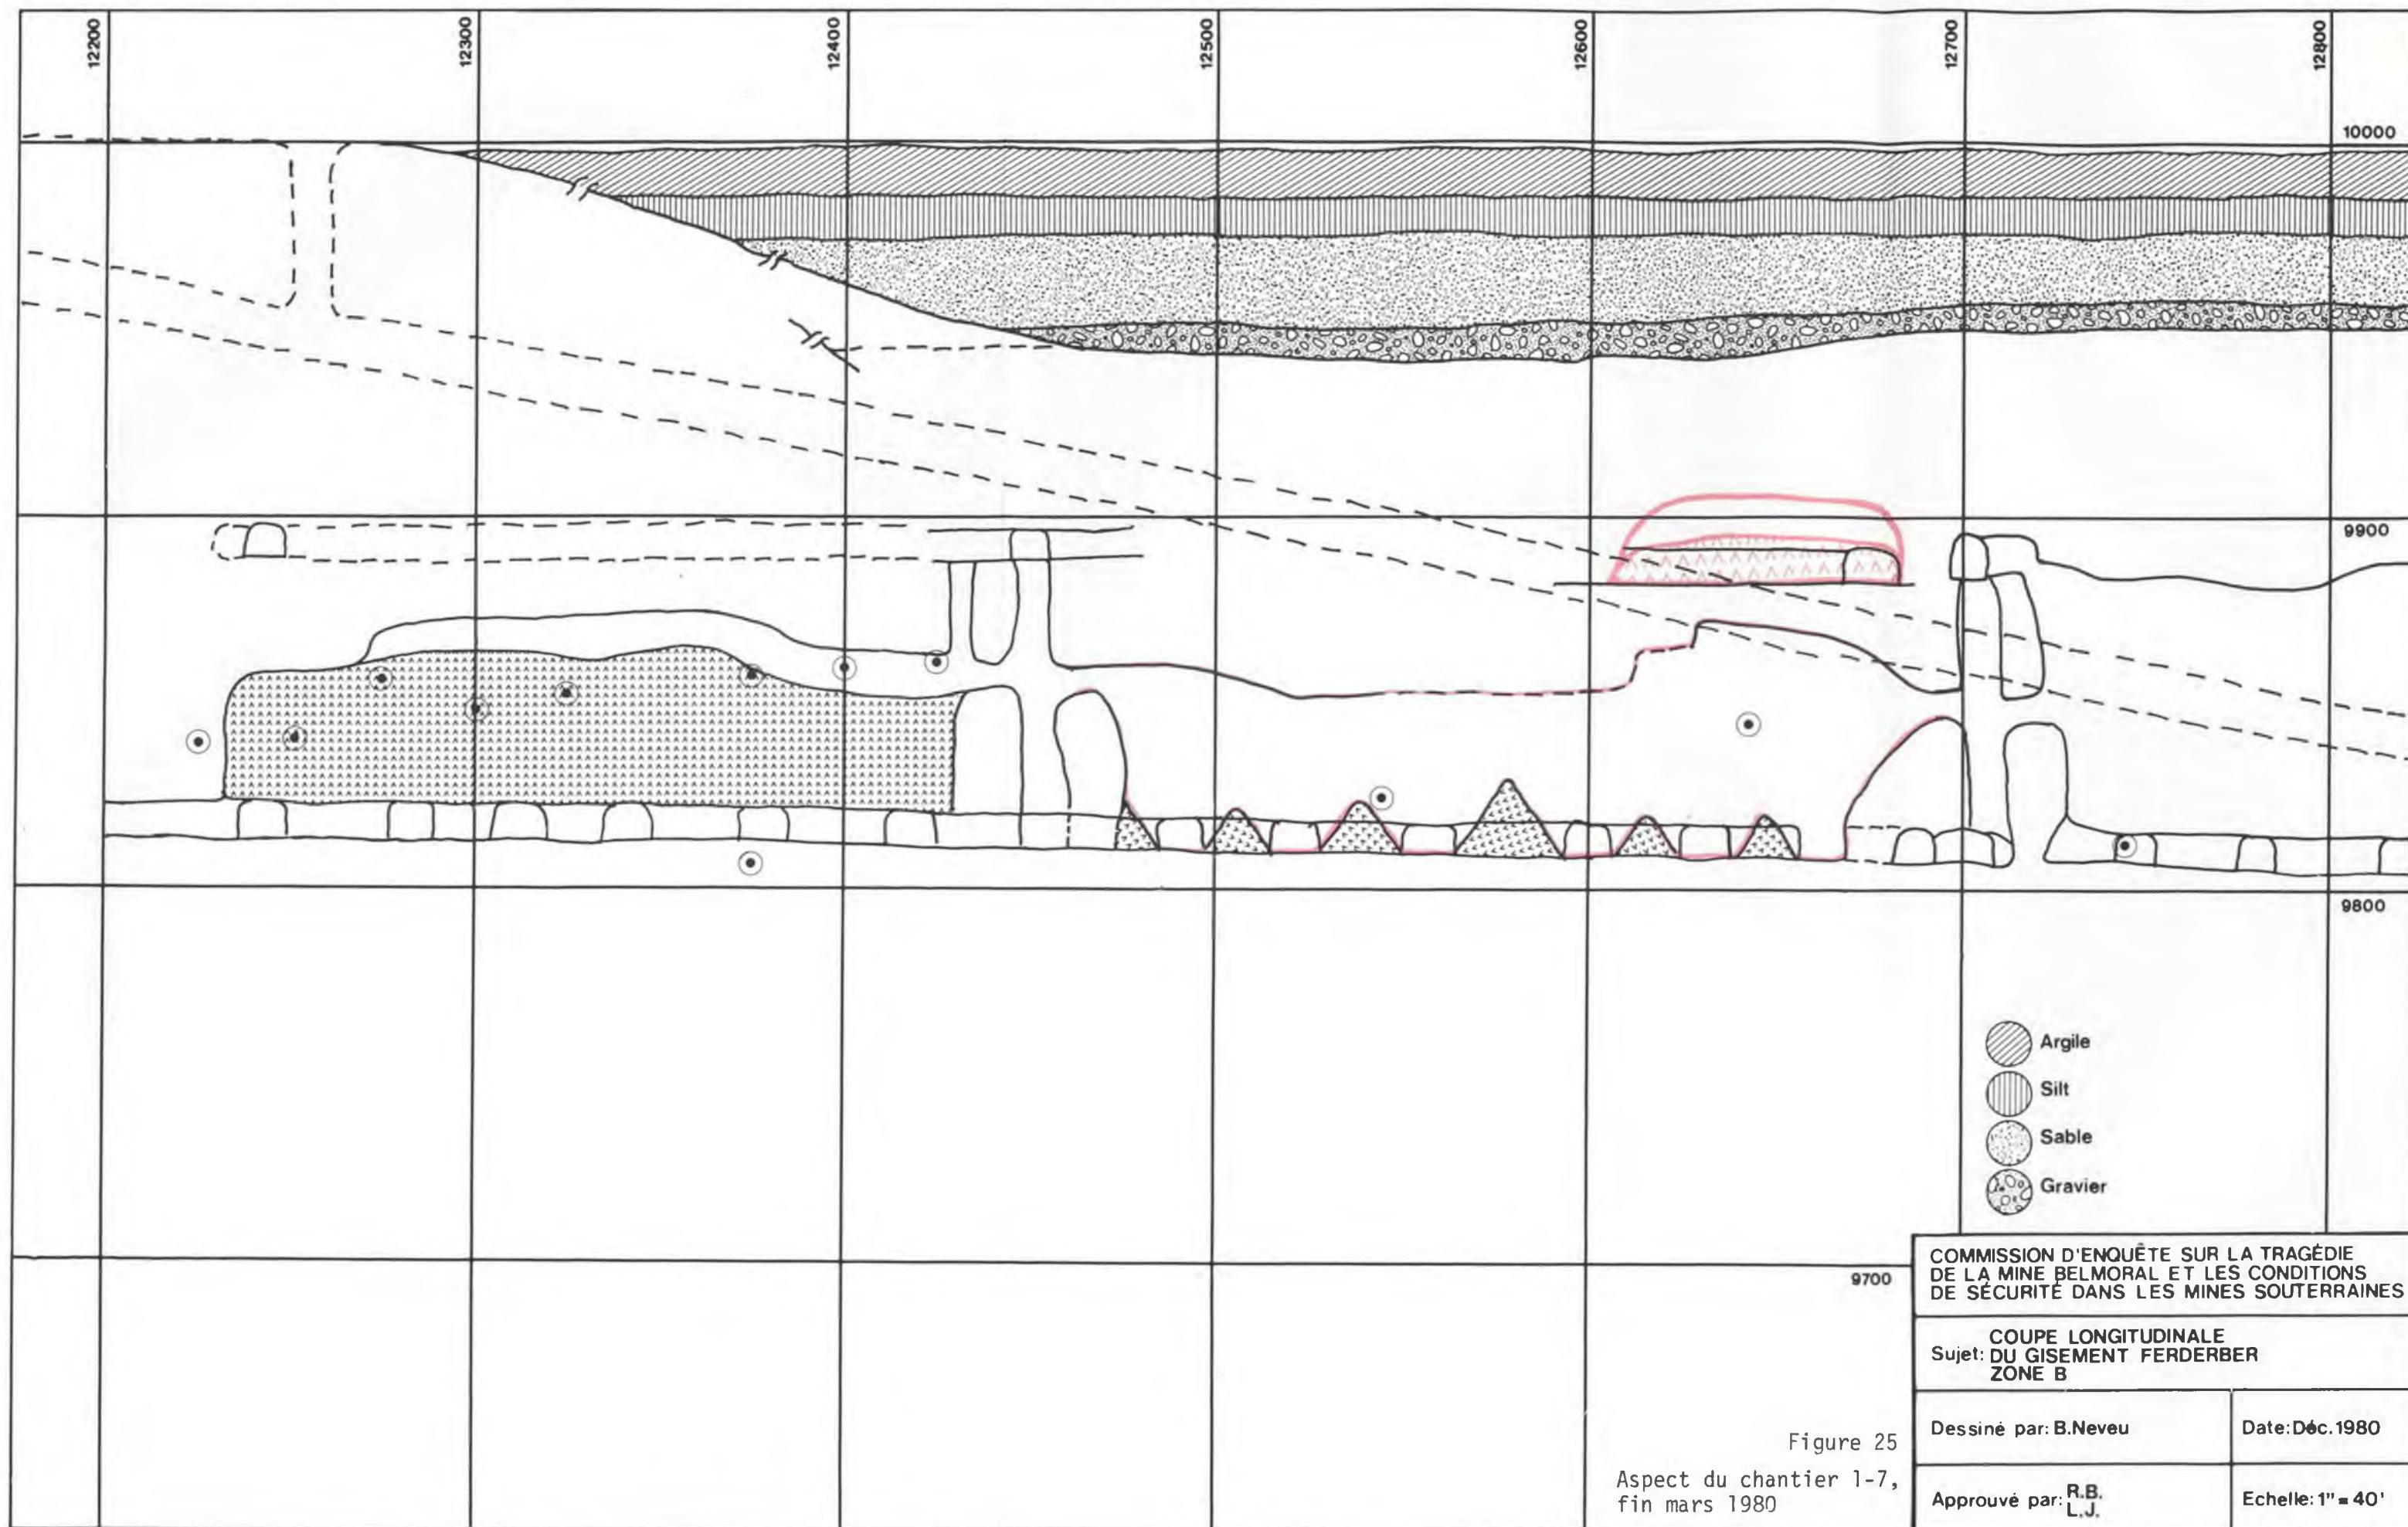 12200
12300
12400
12500
12600
12700
12800
10000
9900
9800
9700
Argile
Silt
Sable
Gravier
COMMISSION D'ENQUÊTE SUR LA TRAGÉDIE
DE LA MINE BELMORAL ET LES CONDITIONS
DE SÉCURITÉ DANS LES MINES SOUTERRAINES
Sujet: COUPE LONGITUDINALE
DU GISEMENT FERDERBER
ZONE B
Dessiné par: B.Neveu
Date: Déc.1980
Approuvé par: R.B.
L.J.
Echelle: 1" = 40'
Figure 25
Aspect du chantier 1-7,
fin mars 1980